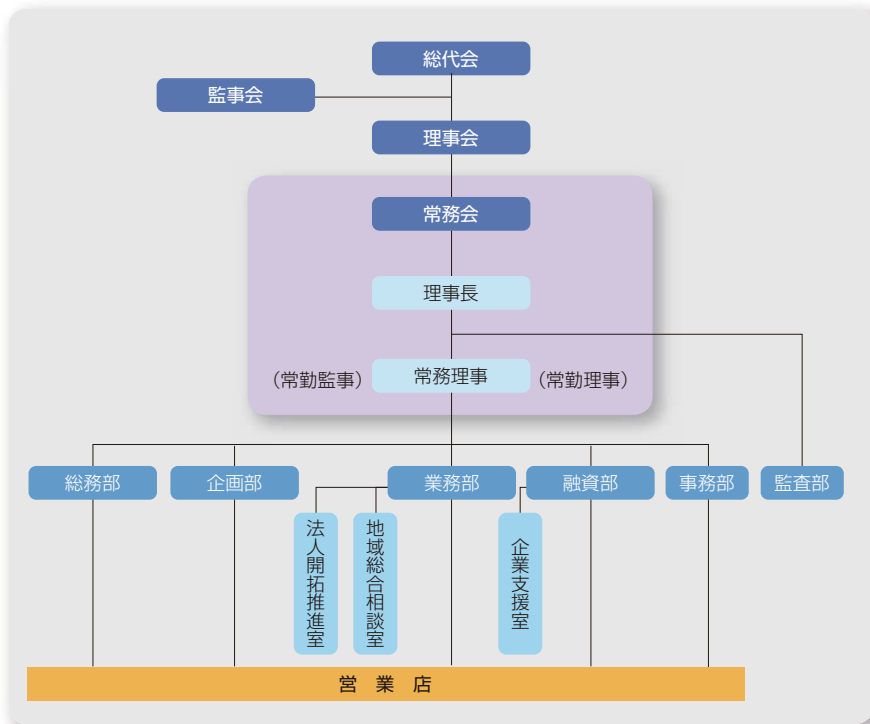 総代会
監事会
理事会
常務会
理事長
（常勤監事）
常務理事
（常勤理事）
総務部
企画部
業務部
融資部
事務部
監査部
法人開拓推進室
地域総合相談室
企業支援室
営業店